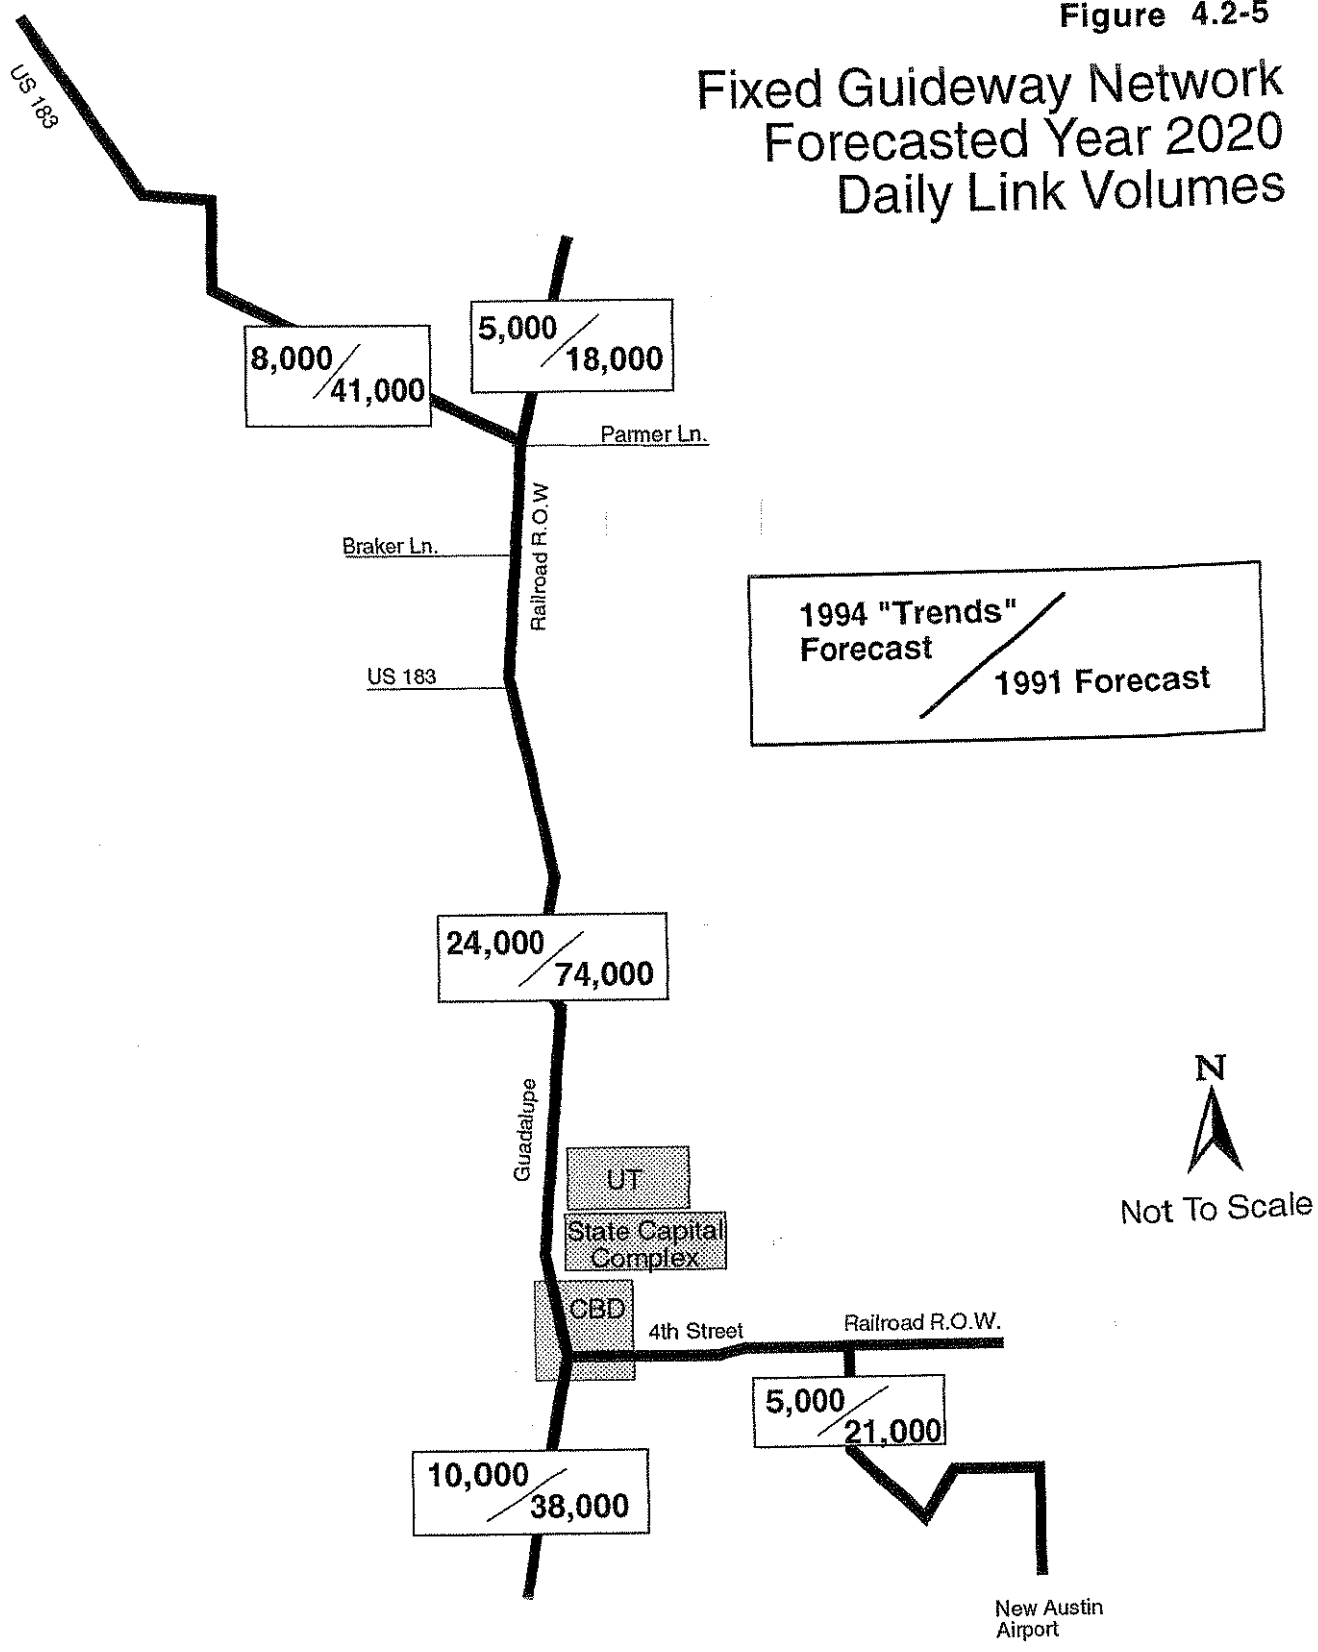 Figure 4.2-5
Fixed Guideway Network
Forecasted Year 2020
Daily Link Volumes
US 183
5,000 / 18,000
8,000 / 41,000
Parmer Ln.
Railroad R.O.W
Braker Ln.
1994 "Trends"
Forecast / 1991 Forecast
US 183
24,000 / 74,000
N
Not To Scale
Guadalupe
UT
State Capital
Complex
CBD
4th Street
Railroad R.O.W.
5,000 / 21,000
10,000 / 38,000
New Austin
Airport